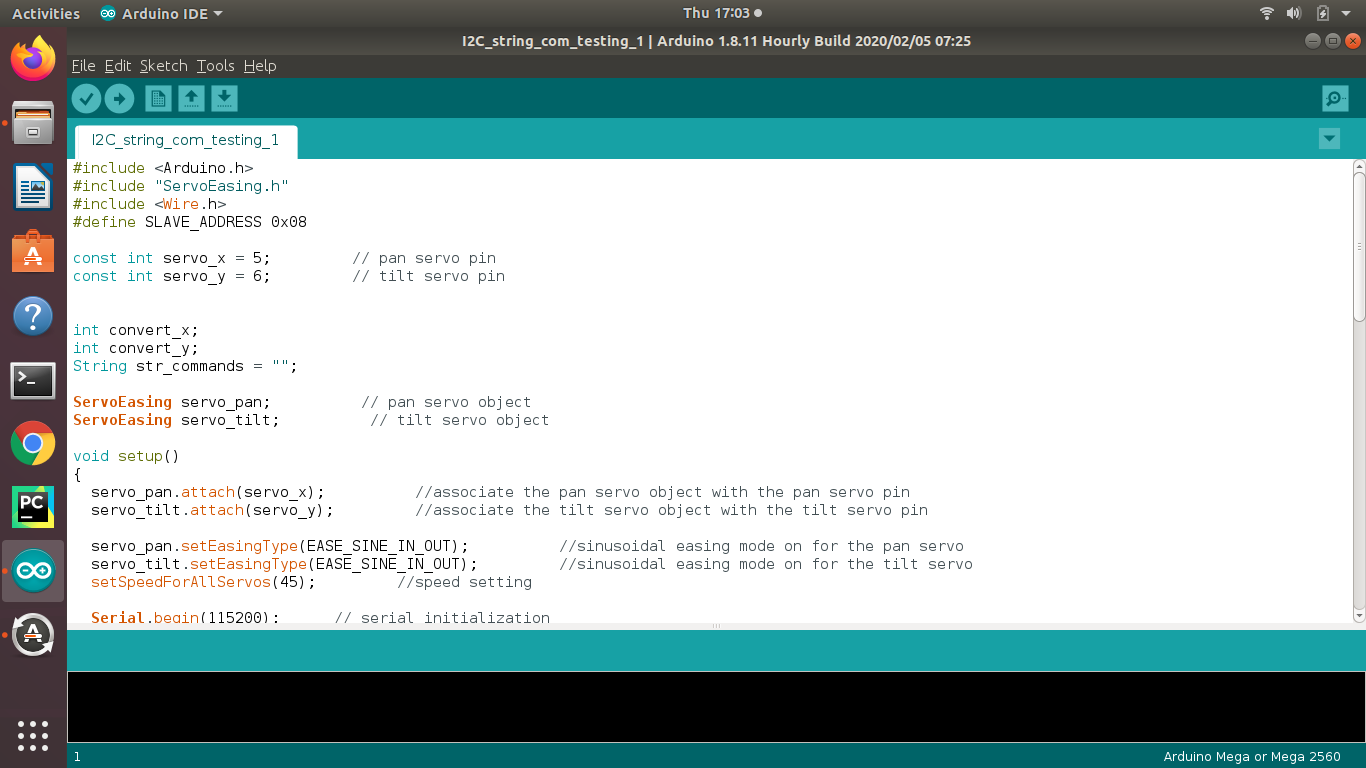 Activities Arduino IDE Thu 17:03
I2C_string_com_testing_1 | Arduino 1.8.11 Hourly Build 2020/02/05 07:25
File Edit Sketch Tools Help
I2C_string_com_testing_1
#include <Arduino.h>
#include "ServoEasing.h"
#include <Wire.h>
#define SLAVE_ADDRESS 0x08
const int servo_x = 5; // pan servo pin
const int servo_y = 6; // tilt servo pin
int convert_x;
int convert_y;
String str_commands = "";
ServoEasing servo_pan; // pan servo object
ServoEasing servo_tilt; // tilt servo object
void setup()
{
servo_pan.attach(servo_x); //associate the pan servo object with the pan servo pin
servo_tilt.attach(servo_y); //associate the tilt servo object with the tilt servo pin
servo_pan.setEasingType(EASE_SINE_IN_OUT); //sinusoidal easing mode on for the pan servo
servo_tilt.setEasingType(EASE_SINE_IN_OUT); //sinusoidal easing mode on for the tilt servo
setSpeedForAllServos(45); //speed setting
Serial.begin(115200); // serial initialization
PC
1 Arduino Mega or Mega 2560